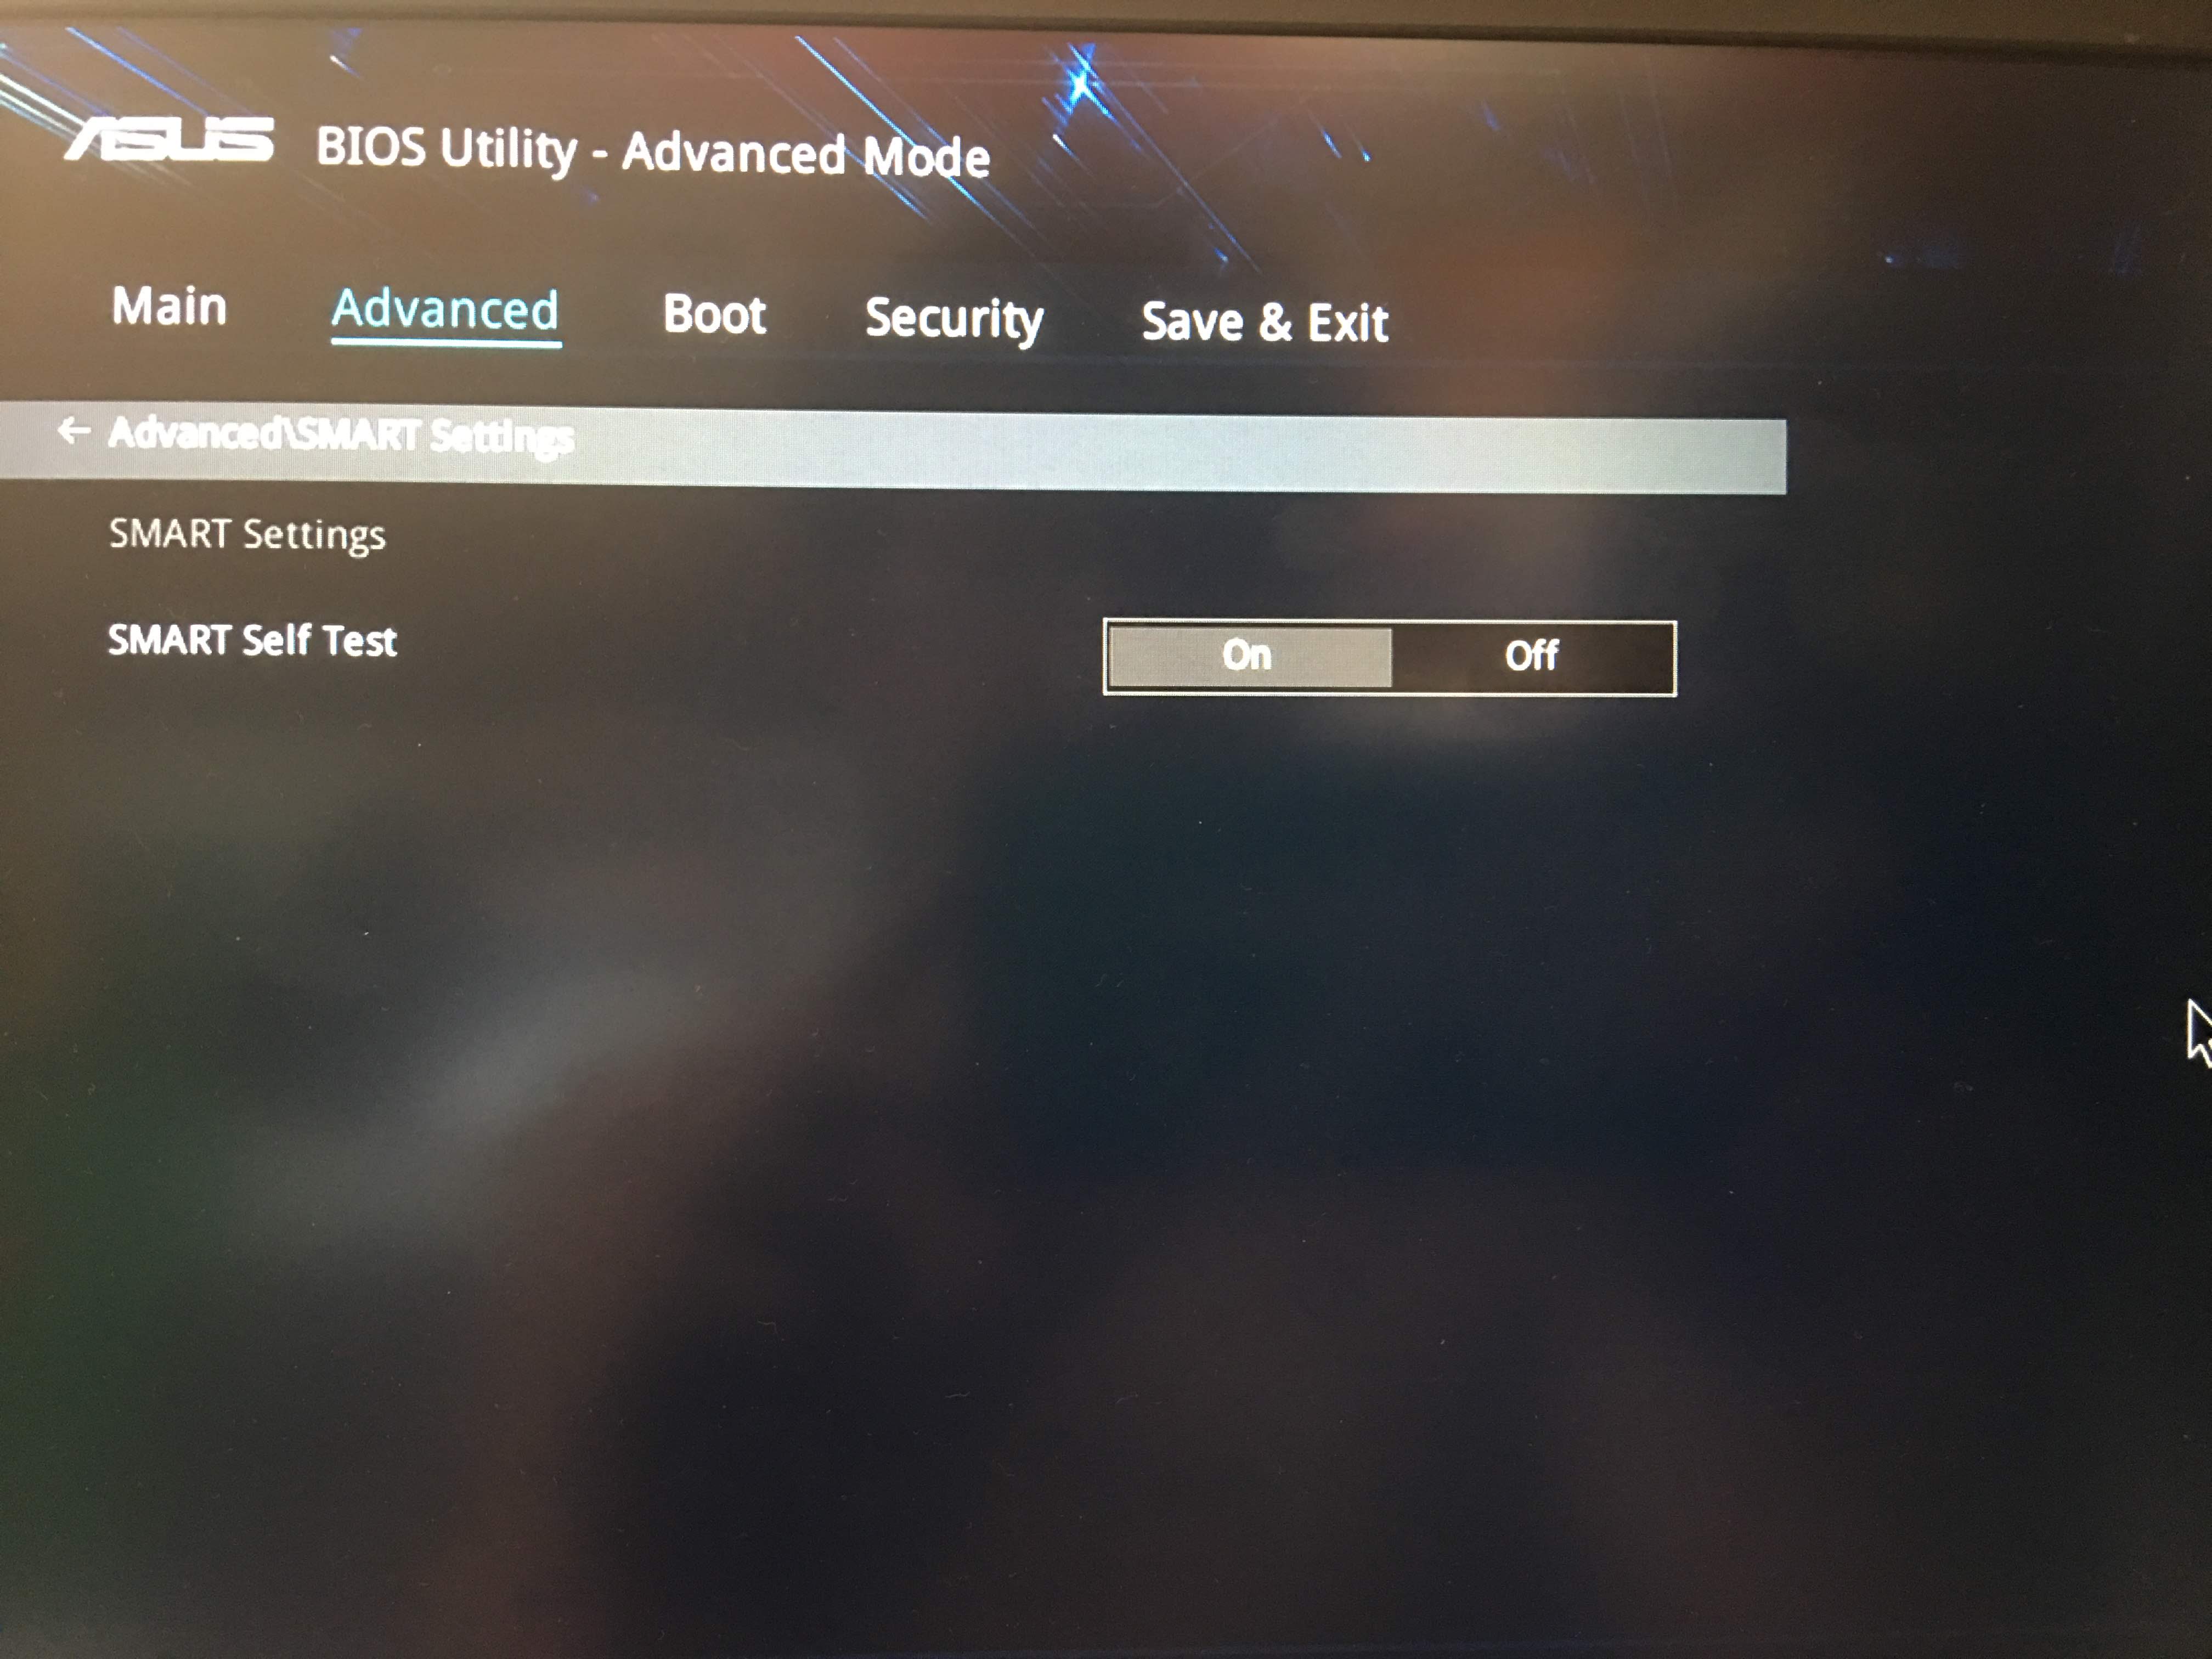 ASUS BIOS Utility - Advanced Mode
Main Advanced Boot Security Save & Exit
← Advanced\SMART Settings
SMART Settings
SMART Self Test On Off